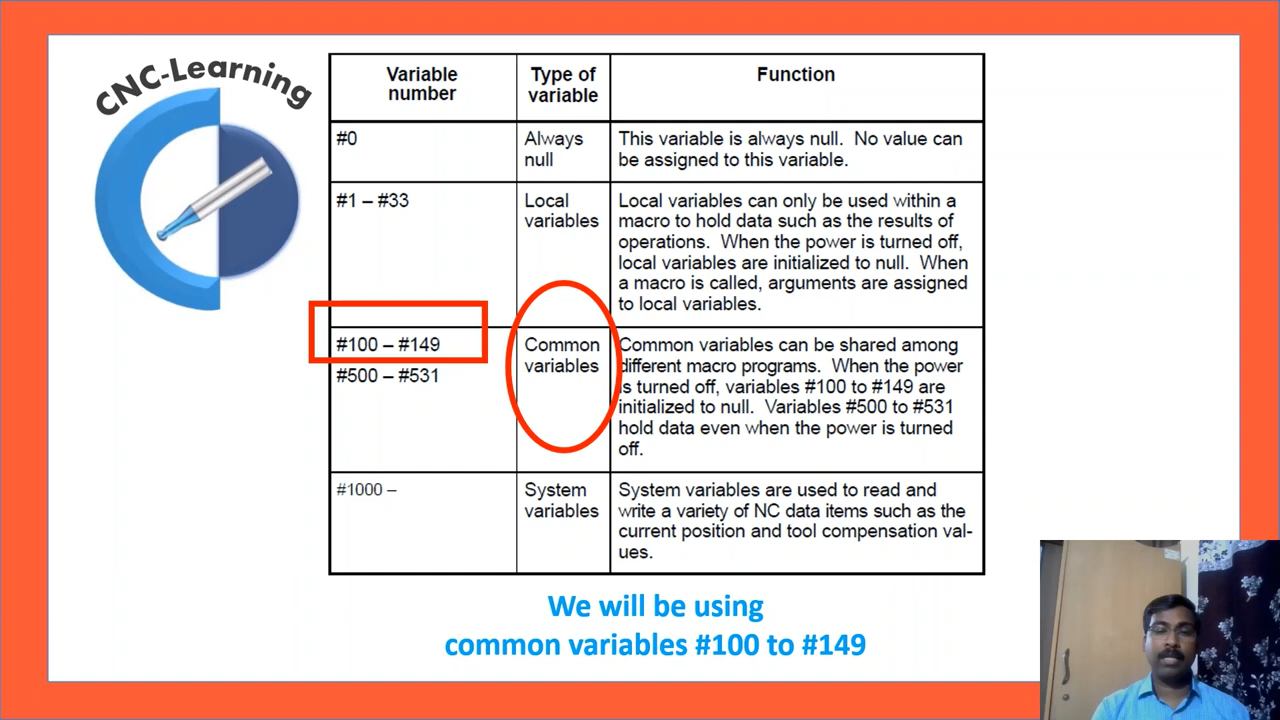 CNC-Learning
Variable number
Type of variable
Function
#0
Always null
This variable is always null. No value can
be assigned to this variable.
#1 – #33
Local variables
Local variables can only be used within a
macro to hold data such as the results of
operations. When the power is turned off,
local variables are initialized to null. When
a macro is called, arguments are assigned
to local variables.
#100 – #149
#500 – #531
Common variables
Common variables can be shared among
different macro programs. When the power
is turned off, variables #100 to #149 are
initialized to null. Variables #500 to #531
hold data even when the power is turned
off.
#1000 –
System variables
System variables are used to read and
write a variety of NC data items such as the
current position and tool compensation val-
ues.
We will be using
common variables #100 to #149